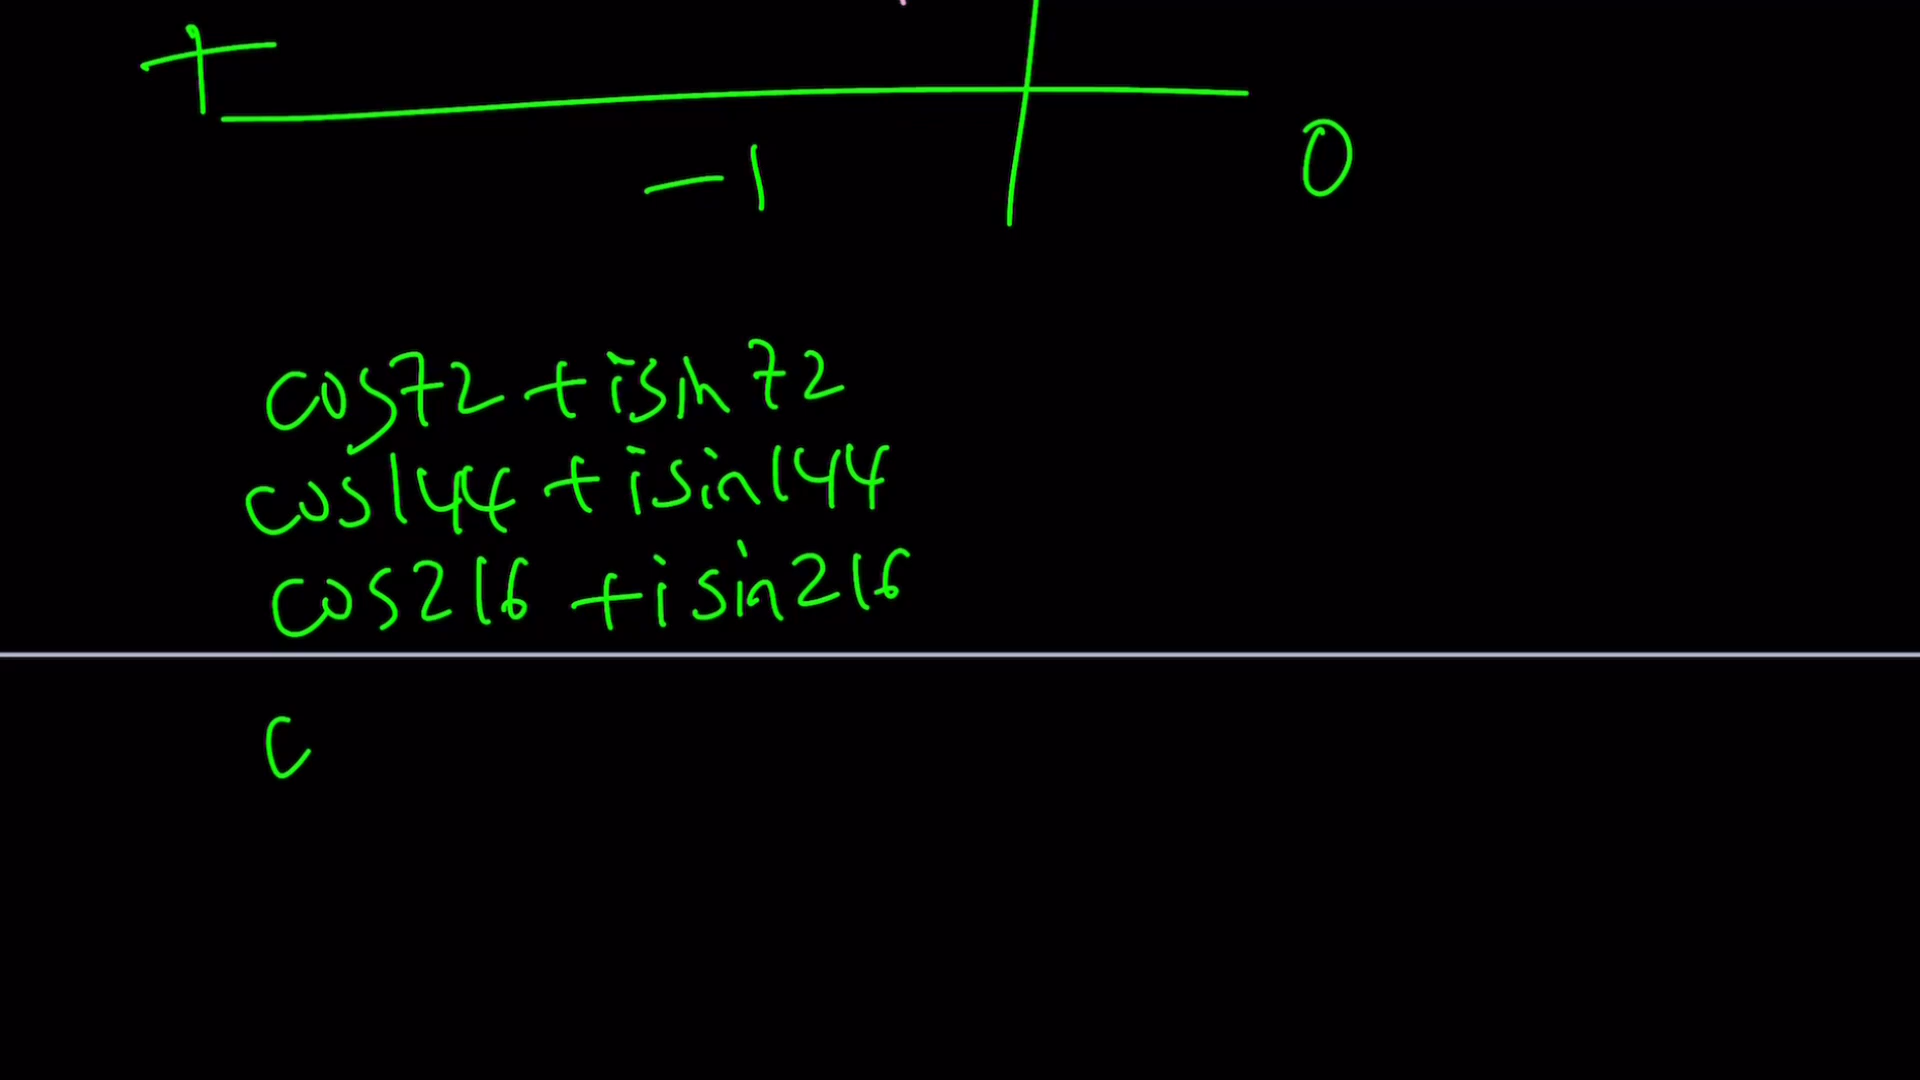 +
-1 0
cos72 + isin72
cos144 + isin144
cos216 + isin216
c